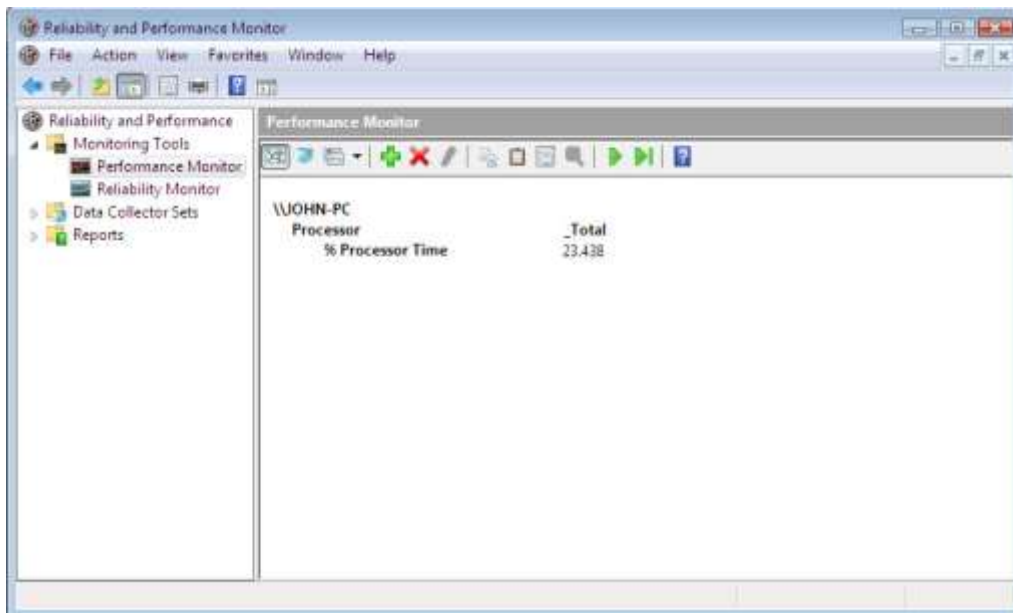 Reliability and Performance Monitor
File Action View Favorites Window Help
Reliability and Performance
Monitoring Tools
Performance Monitor
Reliability Monitor
Data Collector Sets
Reports
Performance Monitor
\\JOHN-PC
Processor _Total
% Processor Time 23.438